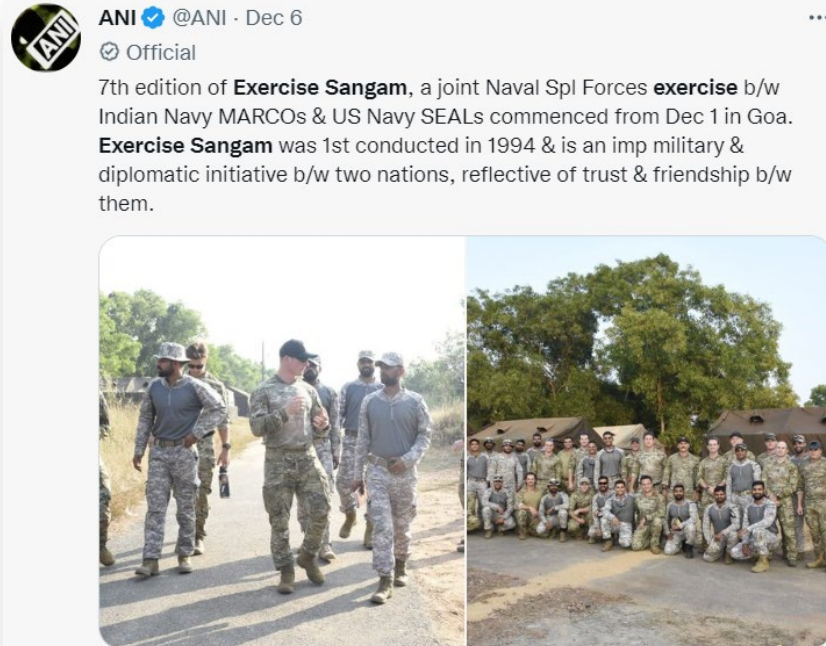 ANI @ANI · Dec 6
Official
7th edition of Exercise Sangam, a joint Naval Spl Forces exercise b/w
Indian Navy MARCOs & US Navy SEALs commenced from Dec 1 in Goa.
Exercise Sangam was 1st conducted in 1994 & is an imp military &
diplomatic initiative b/w two nations, reflective of trust & friendship b/w
them.
ANI